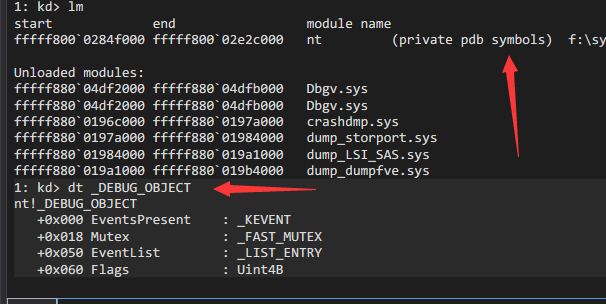 1: kd> lm
start             end                 module name
fffff800`0284f000 fffff800`02e2c000   nt         (private pdb symbols)  f:\sy
Unloaded modules:
fffff880`04df2000 fffff880`04dfb000   Dbgv.sys
fffff880`04df2000 fffff880`04dfb000   Dbgv.sys
fffff880`0196c000 fffff880`0197a000   crashdmp.sys
fffff880`0197a000 fffff880`01984000   dump_storport.sys
fffff880`01984000 fffff880`019a1000   dump_LSI_SAS.sys
fffff880`019a1000 fffff880`019b4000   dump_dumpfve.sys
1: kd> dt _DEBUG_OBJECT
nt!_DEBUG_OBJECT
   +0x000 EventsPresent    : _KEVENT
   +0x018 Mutex            : _FAST_MUTEX
   +0x050 EventList        : _LIST_ENTRY
   +0x060 Flags            : Uint4B